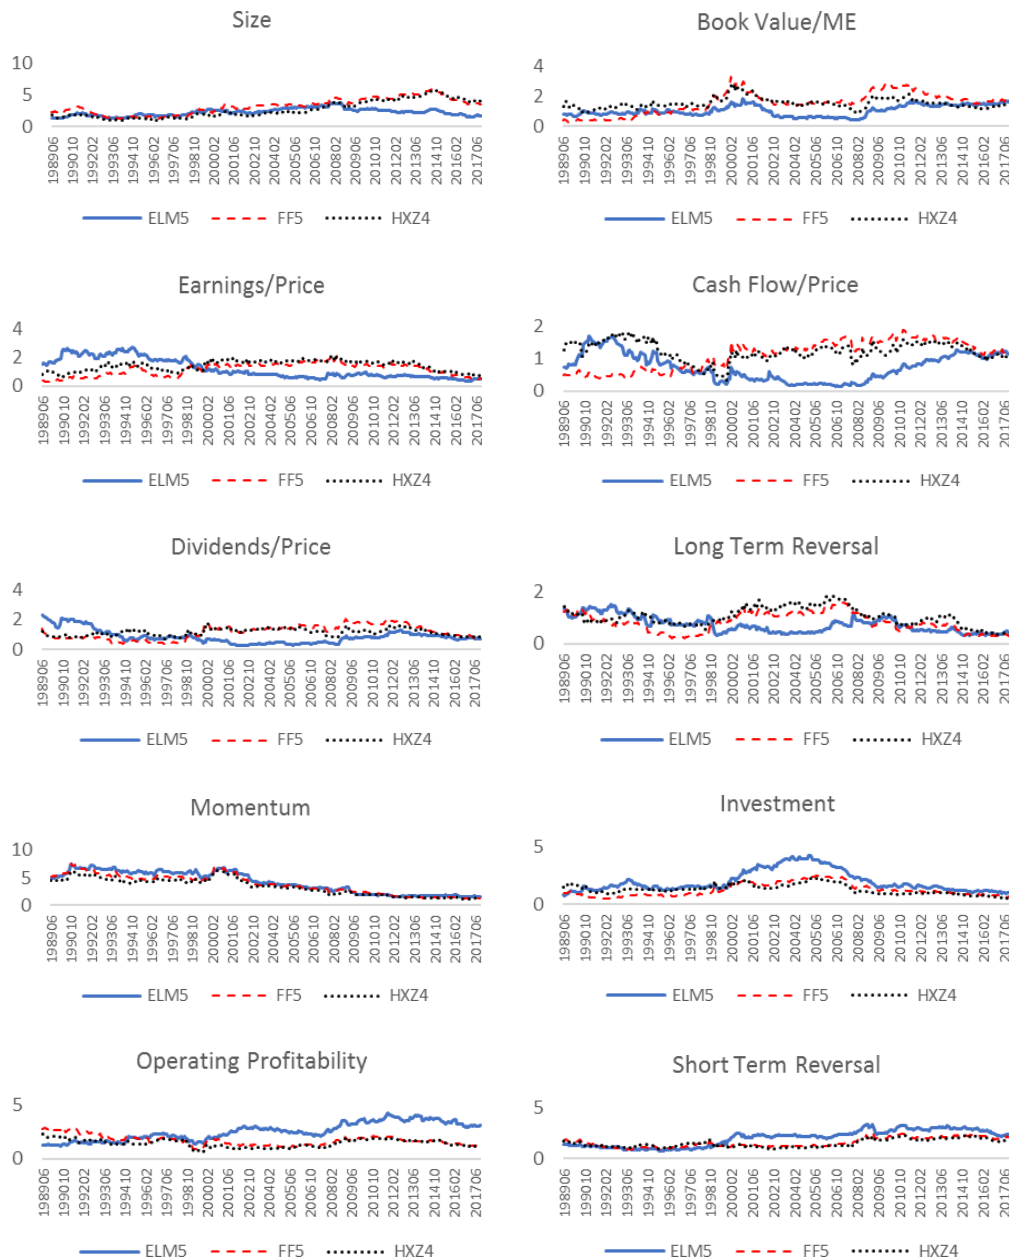 Size
10
5
0
198906 199010 199202 199306 199410 199602 199706 199810 200002 200106 200210 200402 200506 200610 200802 200906 201010 201202 201306 201410 201602 201706
ELM5 FF5 HXZ4
Book Value/ME
4
2
0
198906 199010 199202 199306 199410 199602 199706 199810 200002 200106 200210 200402 200506 200610 200802 200906 201010 201202 201306 201410 201602 201706
ELM5 FF5 HXZ4
Earnings/Price
4
2
0
198906 199010 199202 199306 199410 199602 199706 199810 200002 200106 200210 200402 200506 200610 200802 200906 201010 201202 201306 201410 201602 201706
ELM5 FF5 HXZ4
Cash Flow/Price
2
1
0
198906 199010 199202 199306 199410 199602 199706 199810 200002 200106 200210 200402 200506 200610 200802 200906 201010 201202 201306 201410 201602 201706
ELM5 FF5 HXZ4
Dividends/Price
4
2
0
198906 199010 199202 199306 199410 199602 199706 199810 200002 200106 200210 200402 200506 200610 200802 200906 201010 201202 201306 201410 201602 201706
ELM5 FF5 HXZ4
Long Term Reversal
2
1
0
198906 199010 199202 199306 199410 199602 199706 199810 200002 200106 200210 200402 200506 200610 200802 200906 201010 201202 201306 201410 201602 201706
ELM5 FF5 HXZ4
Momentum
10
5
0
198906 199010 199202 199306 199410 199602 199706 199810 200002 200106 200210 200402 200506 200610 200802 200906 201010 201202 201306 201410 201602 201706
ELM5 FF5 HXZ4
Investment
5
0
198906 199010 199202 199306 199410 199602 199706 199810 200002 200106 200210 200402 200506 200610 200802 200906 201010 201202 201306 201410 201602 201706
ELM5 FF5 HXZ4
Operating Profitability
5
0
198906 199010 199202 199306 199410 199602 199706 199810 200002 200106 200210 200402 200506 200610 200802 200906 201010 201202 201306 201410 201602 201706
ELM5 FF5 HXZ4
Short Term Reversal
5
0
198906 199010 199202 199306 199410 199602 199706 199810 200002 200106 200210 200402 200506 200610 200802 200906 201010 201202 201306 201410 201602 201706
ELM5 FF5 HXZ4